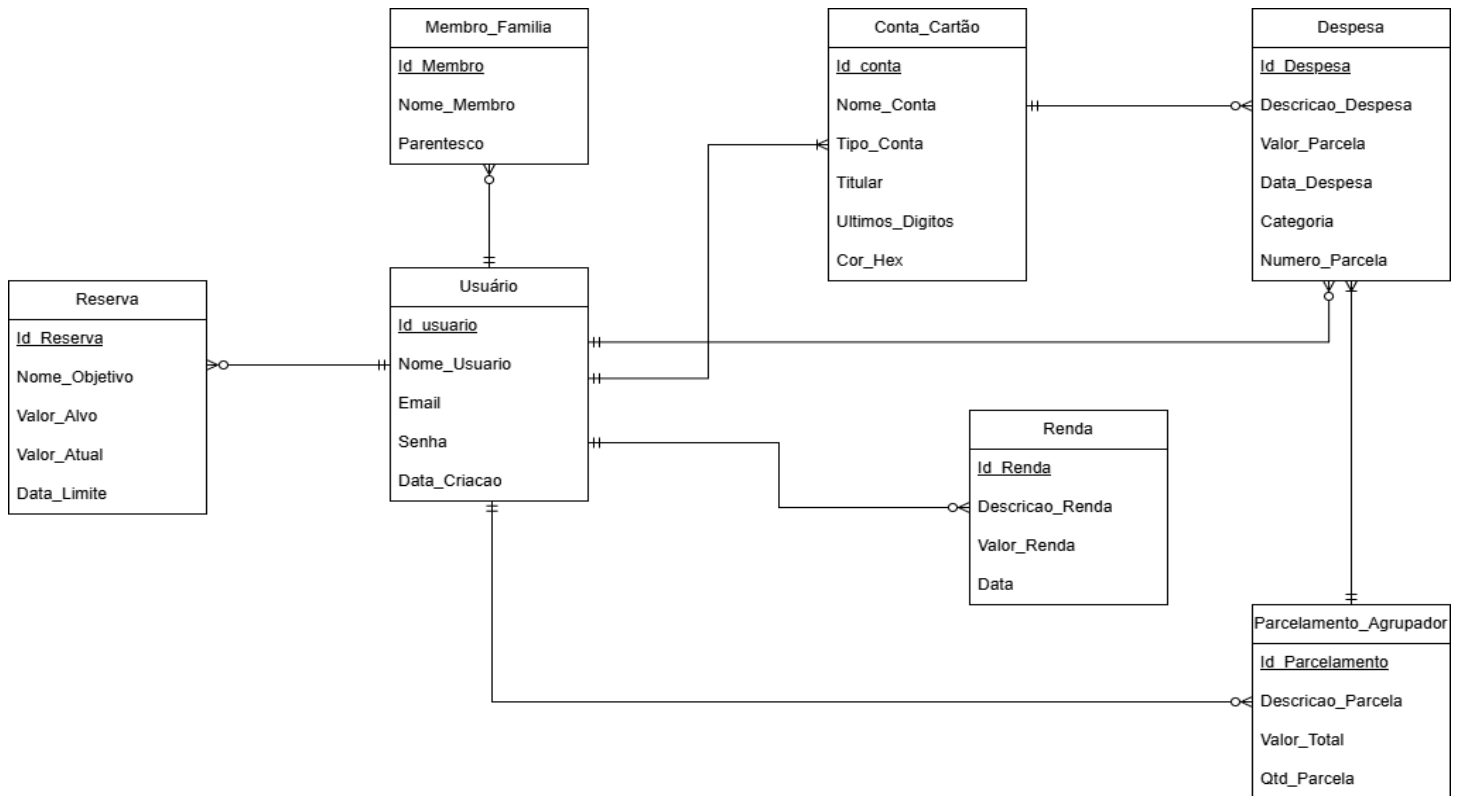 Membro_Familia
Id_Membro
Nome_Membro
Parentesco
Conta_Cartão
Id_conta
Nome_Conta
Tipo_Conta
Titular
Ultimos_Digitos
Cor_Hex
Despesa
Id_Despesa
Descricao_Despesa
Valor_Parcela
Data_Despesa
Categoria
Numero_Parcela
Reserva
Id_Reserva
Nome_Objetivo
Valor_Alvo
Valor_Atual
Data_Limite
Usuário
Id_usuario
Nome_Usuario
Email
Senha
Data_Criacao
Renda
Id_Renda
Descricao_Renda
Valor_Renda
Data
Parcelamento_Agrupador
Id_Parcelamento
Descricao_Parcela
Valor_Total
Qtd_Parcela